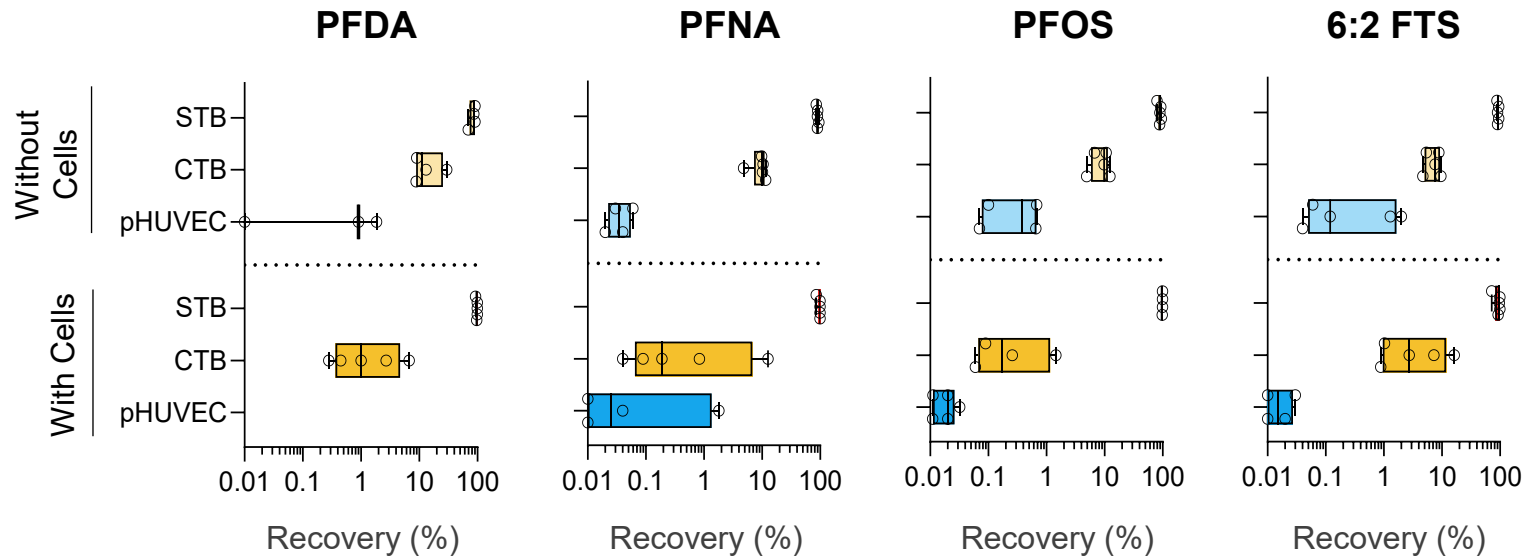 PFDA PFNA PFOS 6:2 FTS
Without
Cells
STB
CTB
pHUVEC
With Cells
STB
CTB
pHUVEC
0.01 0.1 1 10 100
0.01 0.1 1 10 100
0.01 0.1 1 10 100
0.01 0.1 1 10 100
Recovery (%) Recovery (%) Recovery (%) Recovery (%)